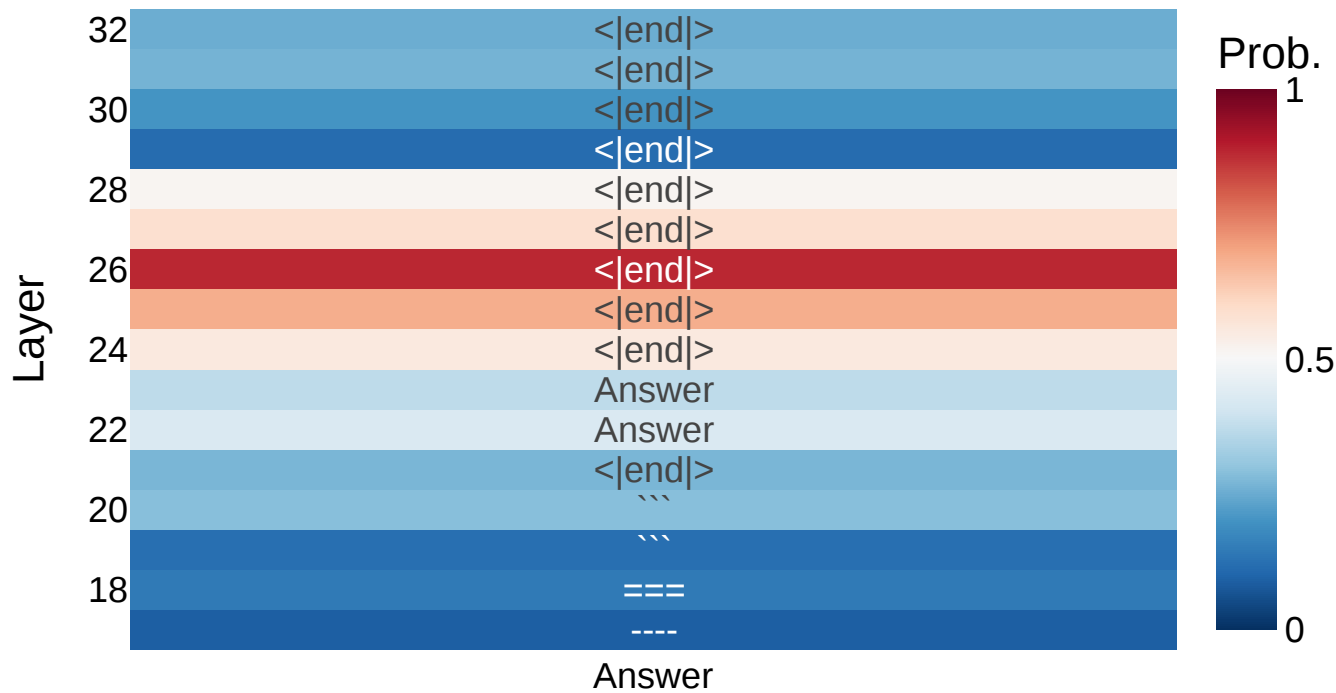 Prob.
1
0.5
0
Layer
32 <|end|>
<|end|>
30 <|end|>
<|end|>
28 <|end|>
<|end|>
26 <|end|>
<|end|>
24 <|end|>
Answer
22 Answer
<|end|>
20 ```
```
18 ===
----
Answer